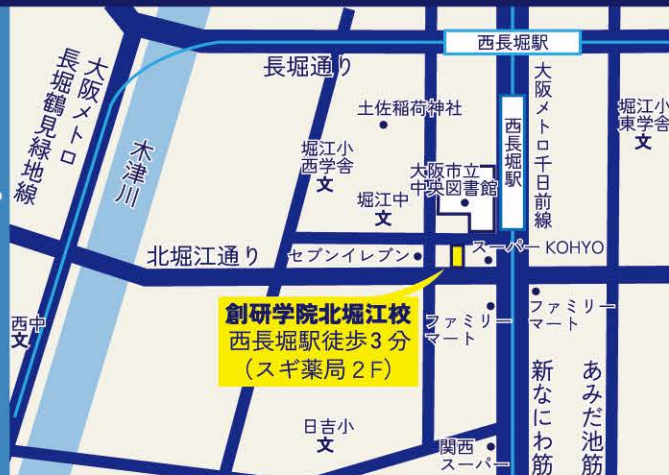 西長堀駅
長堀通り
大阪メトロ
長堀鶴見緑地線
木津川
土佐稲荷神社
堀江小
西学舎
文
堀江中
文
大阪市立
中央図書館
西長堀駅
大阪メトロ千日前線
堀江小
東学舎
文
北堀江通り
セブンイレブン
スーパー KOHYO
創研学院北堀江校
西長堀駅徒歩3分
(スギ薬局2F)
ファミリー
マート
ファミリー
マート
西中
文
日吉小
文
関西
スーパー
新なにわ筋
あみだ池筋